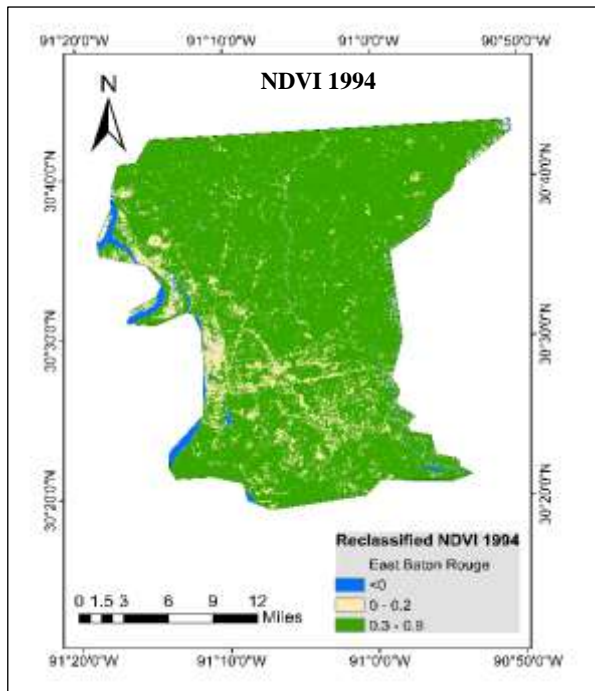 91°20'0"W 91°10'0"W 91°0'0"W 90°50'0"W
NDVI 1994
N
30°40'0"N 30°40'0"N
30°30'0"N 30°30'0"N
30°20'0"N 30°20'0"N
Reclassified NDVI 1994
East Baton Rouge
<0
0 - 0.2
0.3 - 0.9
0 1.5 3 6 9 12
Miles
91°20'0"W 91°10'0"W 91°0'0"W 90°50'0"W